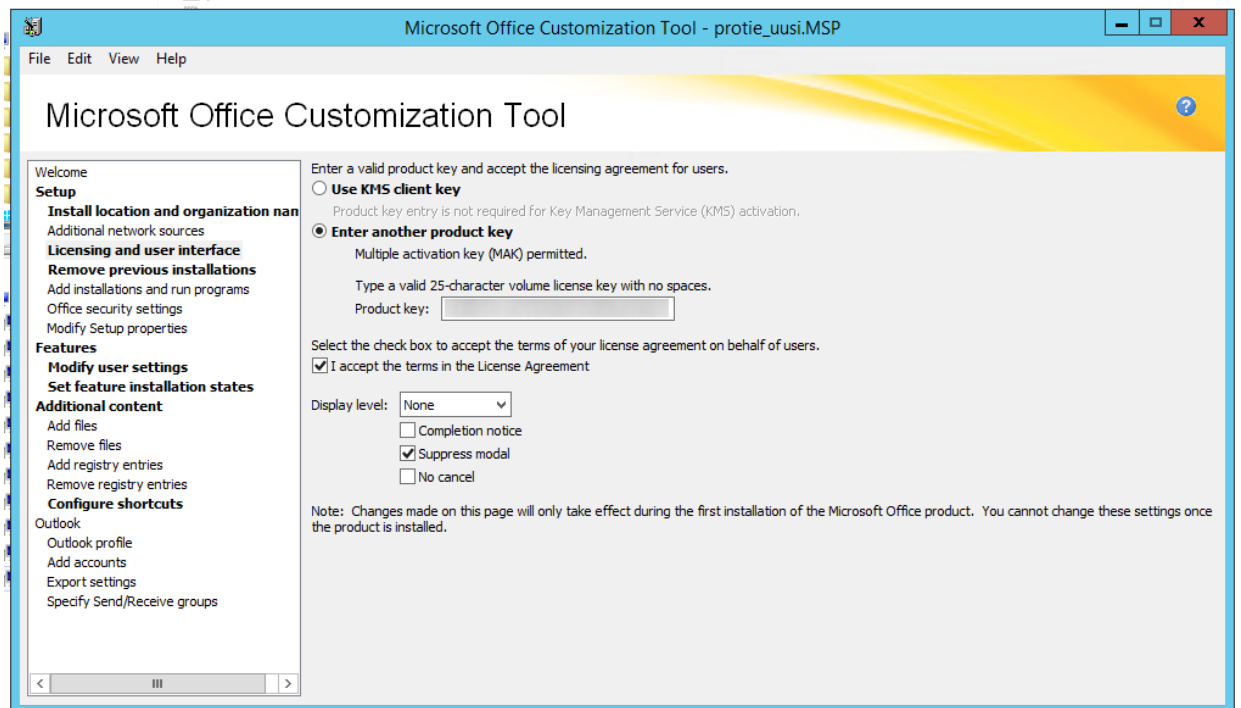 Microsoft Office Customization Tool - protie_uusi.MSP
File Edit View Help
Microsoft Office Customization Tool
Welcome
Setup
Install location and organization nan
Additional network sources
Licensing and user interface
Remove previous installations
Add installations and run programs
Office security settings
Modify Setup properties
Features
Modify user settings
Set feature installation states
Additional content
Add files
Remove files
Add registry entries
Remove registry entries
Configure shortcuts
Outlook
Outlook profile
Add accounts
Export settings
Specify Send/Receive groups
Enter a valid product key and accept the licensing agreement for users.
Use KMS client key
Product key entry is not required for Key Management Service (KMS) activation.
Enter another product key
Multiple activation key (MAK) permitted.
Type a valid 25-character volume license key with no spaces.
Product key:
Select the check box to accept the terms of your license agreement on behalf of users.
I accept the terms in the License Agreement
Display level: None
Completion notice
Suppress modal
No cancel
Note: Changes made on this page will only take effect during the first installation of the Microsoft Office product. You cannot change these settings once
the product is installed.